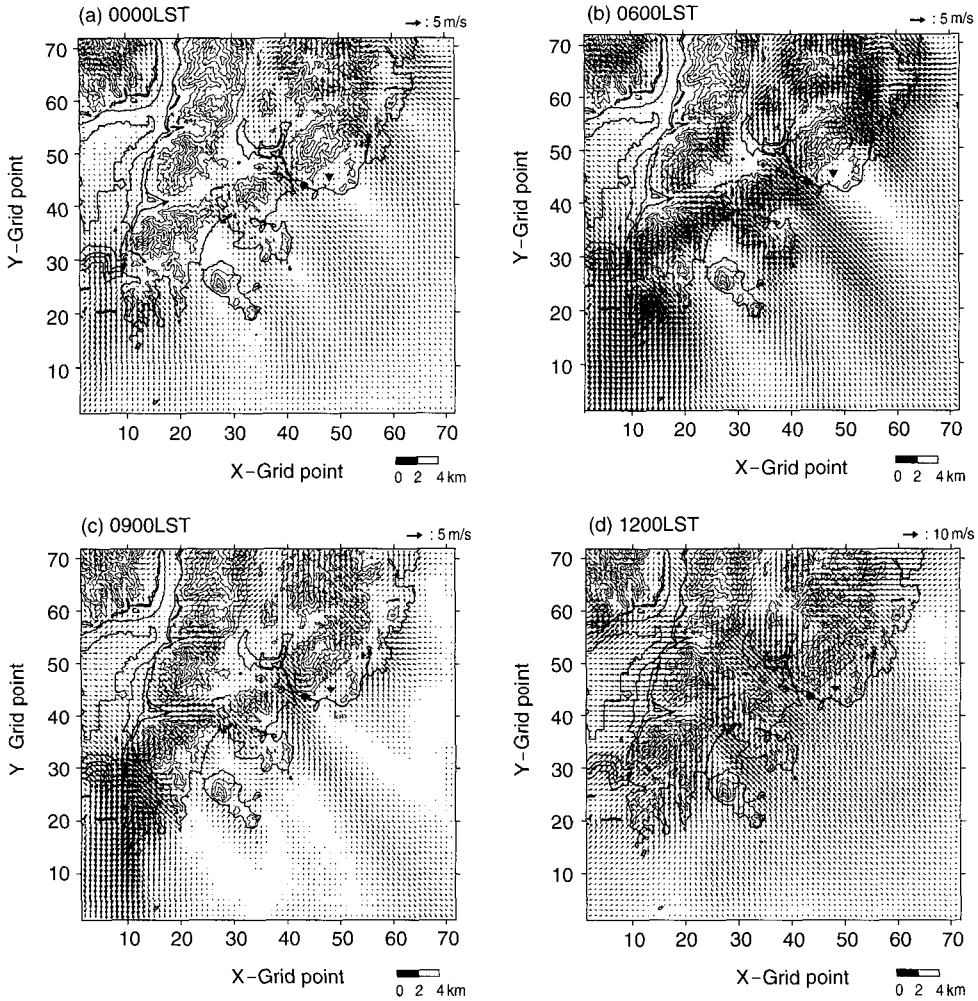 (a) 0000LST
: 5 m/s
70
60
50
40
30
20
10
Y-Grid point
10 20 30 40 50 60 70
X-Grid point
0 2 4 km
(b) 0600LST
: 5 m/s
70
60
50
40
30
20
10
Y-Grid point
10 20 30 40 50 60 70
X-Grid point
0 2 4 km
(c) 0900LST
: 5 m/s
70
60
50
40
30
20
10
Y Grid point
km
10 20 30 40 50 60 70
X-Grid point
0 2 4 km
(d) 1200LST
: 10 m/s
70
60
50
40
30
20
10
Y-Grid point
10 20 30 40 50 60 70
X-Grid point
0 2 4 km